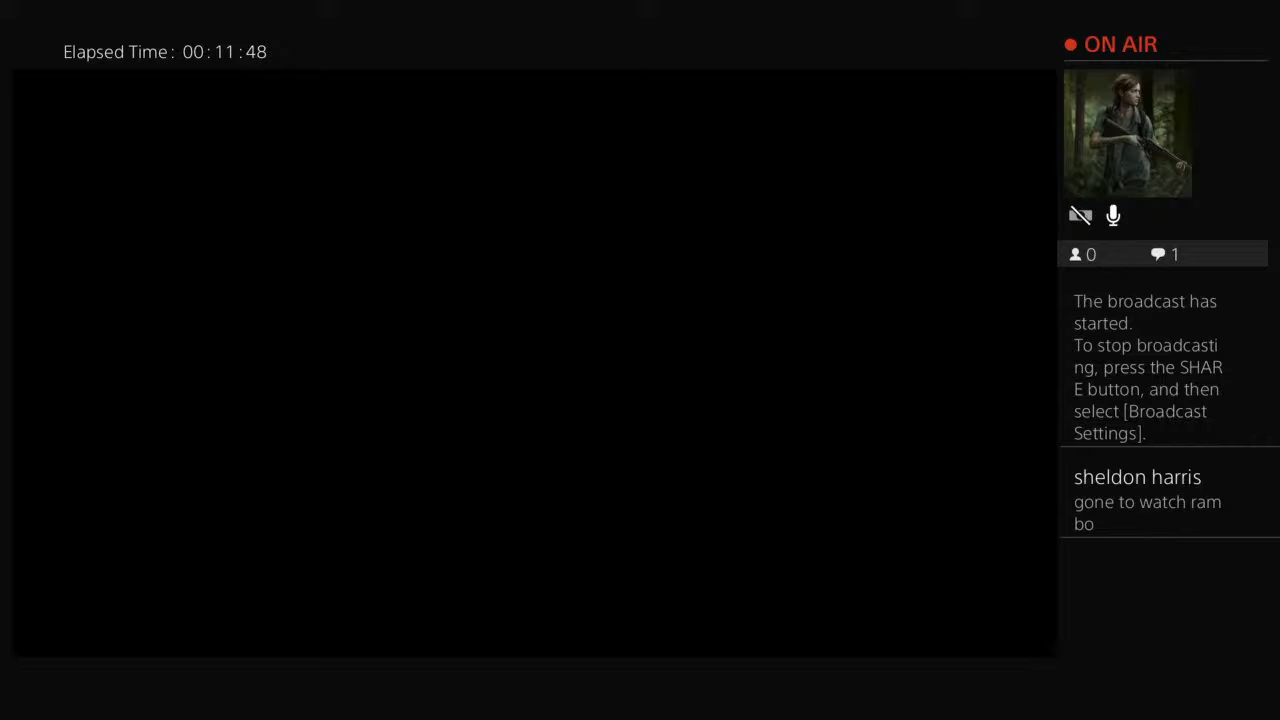 Elapsed Time: 00:11:48
ON AIR
0 1
The broadcast has
started.
To stop broadcasti
ng, press the SHAR
E button, and then
select [Broadcast
Settings].
sheldon harris
gone to watch ram
bo